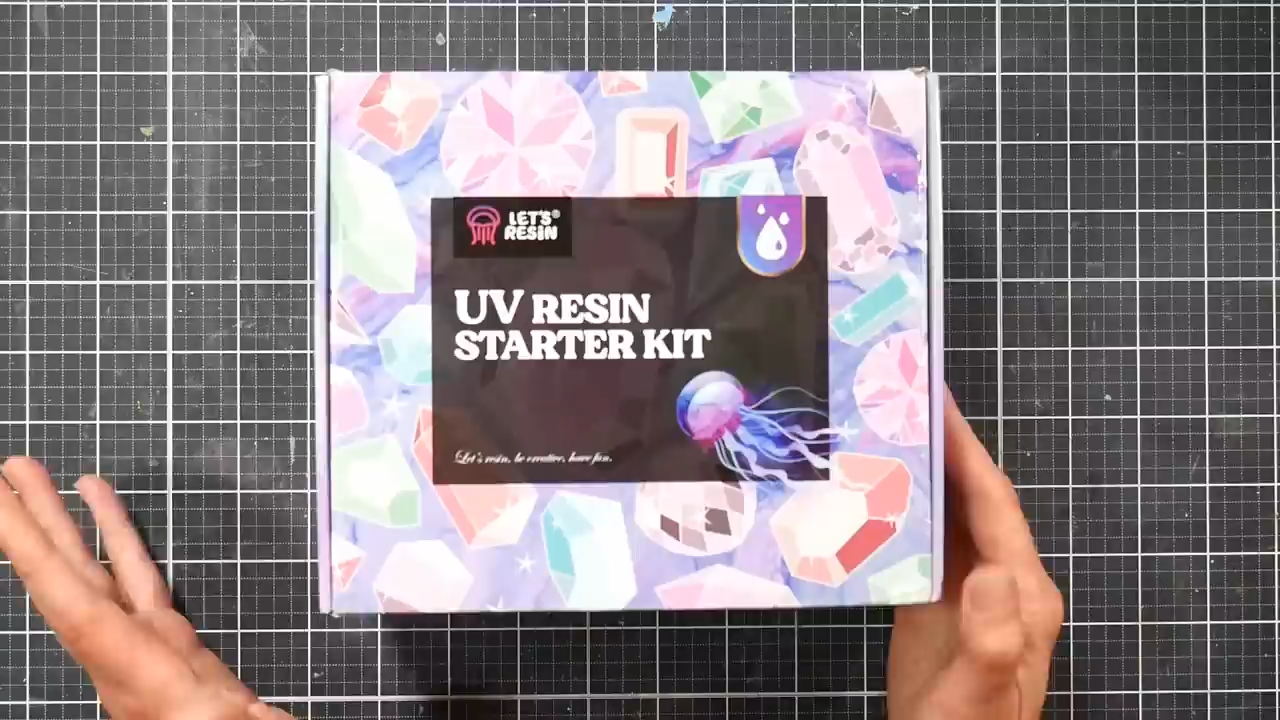 LET'S®
RESIN
UV RESIN
STARTER KIT
Let's resin, be creative, have fun.